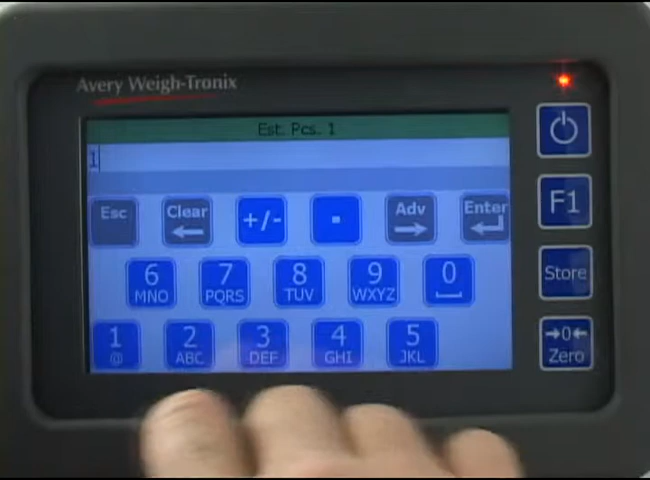 Avery Weigh-Tronix
Est. Pcs. 1
1
Esc Clear +/- . Adv Enter
6 7 8 9 0
MNO PQRS TUV WXYZ
1 2 3 4 5
@ ABC DEF GHI JKL
F1
Store
→0←
Zero